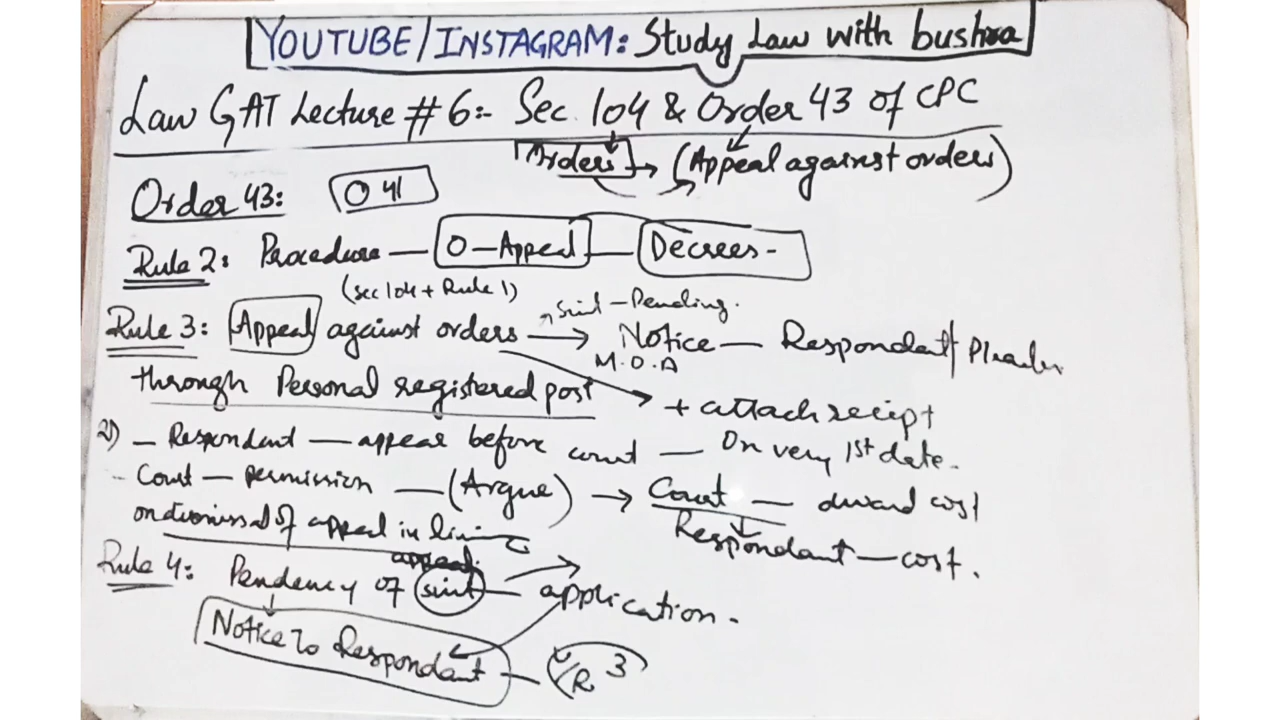 YOUTUBE/INSTAGRAM: Study Law with bushra
Law GAT Lecture # 6:- Sec. 104 & Order 43 of CPC
Orders → (Appeal against orders)
Order 43: O 41
Rule 2: Procedure — O-Appeal — Decrees-
(sec 104 + Rule 1)
suit - Pending.
Rule 3: Appeal against orders → Notice — Respondent/Pleader
M.O.A
through Personal registered post
+ attach receipt
2) - Respondent — appear before court — On very 1st date-
- Court — permission — (Argue) → Court — award cost
on dismissal of appeal in
Respondant — cost.
appeal.
Rule 4: Pendency of suit — application-
Notice to Respondant — U/R 3